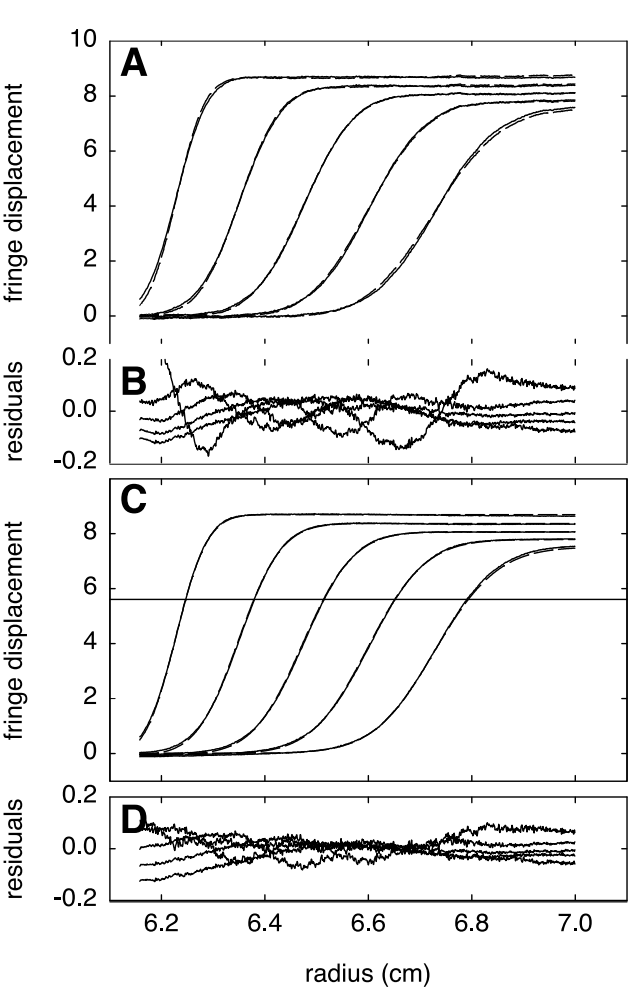 A
10
8
6
4
2
0
fringe displacement
B
0.2
0.0
-0.2
residuals
C
8
6
4
2
0
fringe displacement
D
0.2
0.0
-0.2
residuals
6.2 6.4 6.6 6.8 7.0
radius (cm)